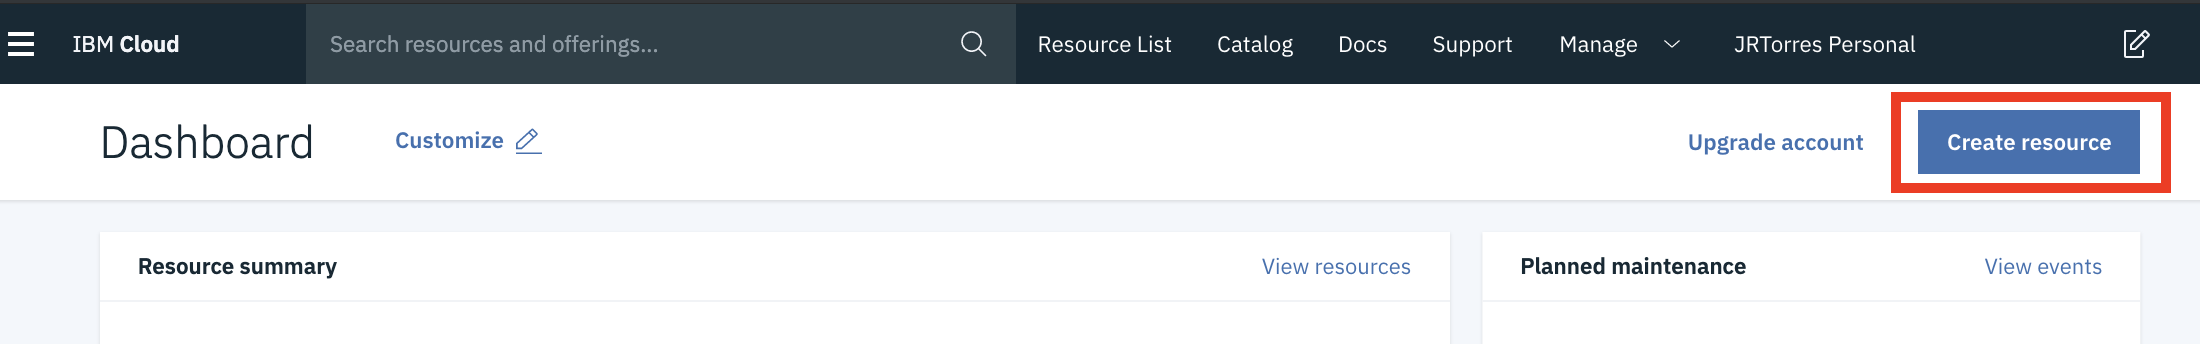 IBM Cloud Search resources and offerings... Resource List Catalog Docs Support Manage JRTorres Personal
Dashboard Customize Upgrade account Create resource
Resource summary View resources Planned maintenance View events